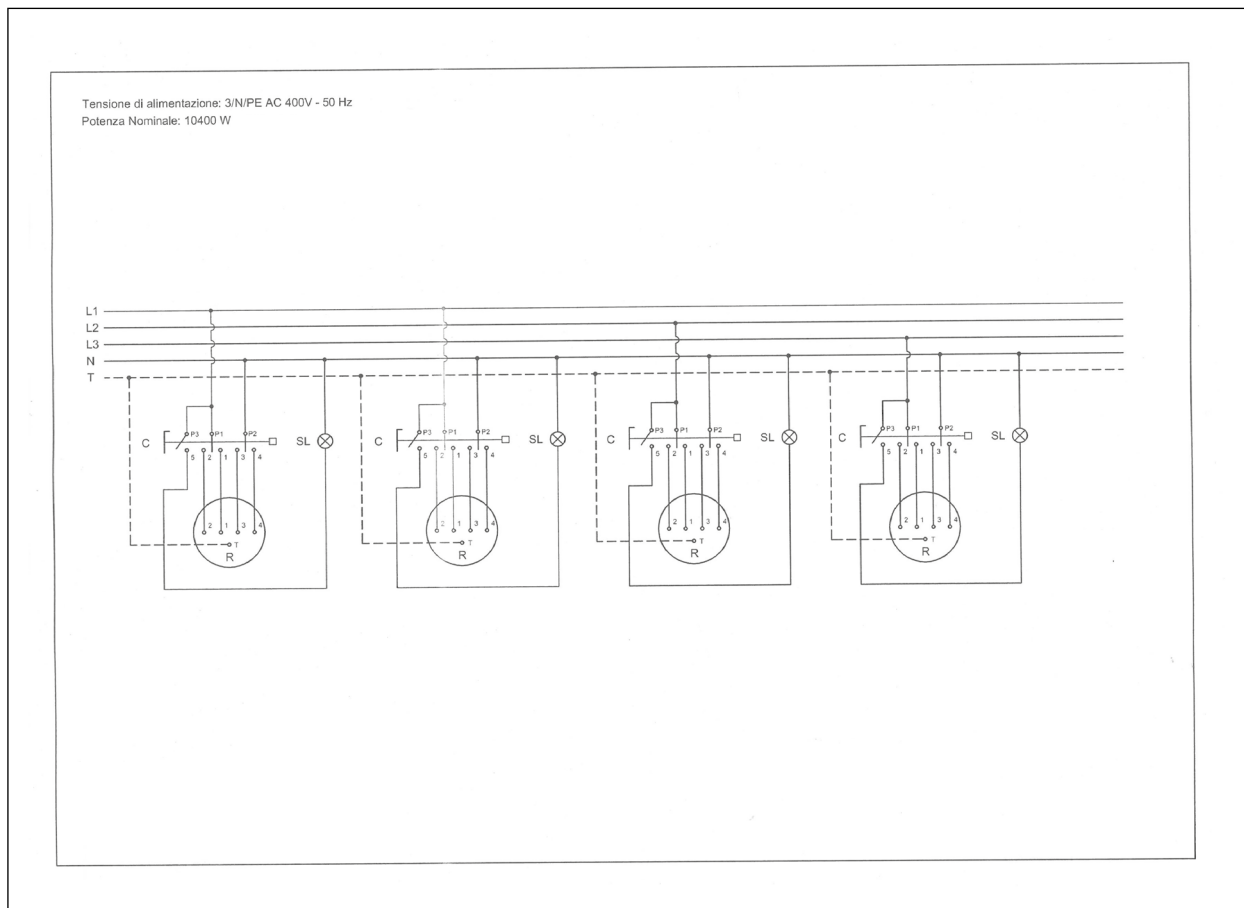 Tensione di alimentazione: 3/N/PE AC 400V - 50 Hz
Potenza Nominale: 10400 W
L1
L2
L3
N
T
C P3 P1 P2 SL
5 2 1 3 4
2 1 3 4
T
R
C P3 P1 P2 SL
5 2 1 3 4
2 1 3 4
T
R
C P3 P1 P2 SL
5 2 1 3 4
2 1 3 4
T
R
C P3 P1 P2 SL
5 2 1 3 4
2 1 3 4
T
R